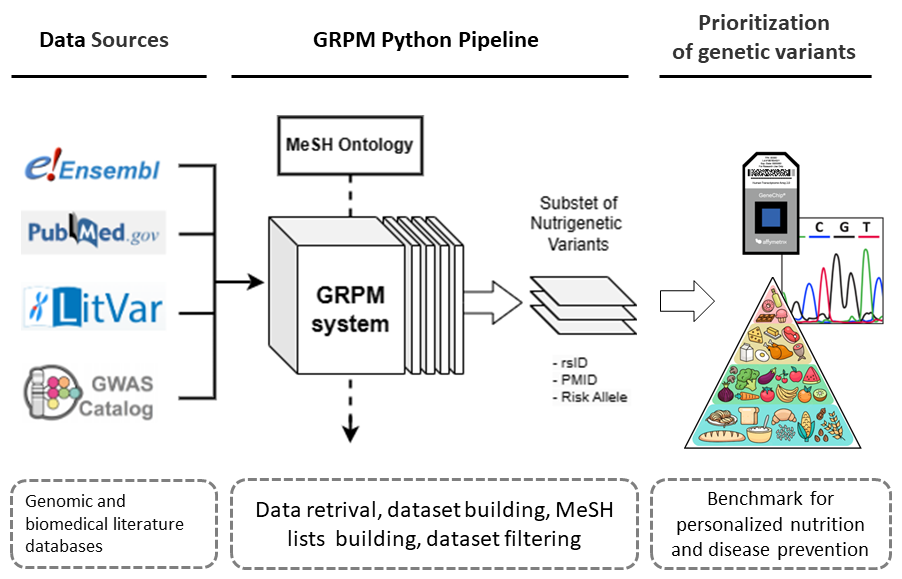 Data Sources
GRPM Python Pipeline
Prioritization
of genetic variants
e!Ensembl
PubMed.gov
LitVar
GWAS
Catalog
MeSH Ontology
GRPM
system
Substet of
Nutrigenetic
Variants
- rsID
- PMID
- Risk Allele
GeneChip®
affymetrix
C G T
Genomic and
biomedical literature
databases
Data retrival, dataset building, MeSH
lists building, dataset filtering
Benchmark for
personalized nutrition
and disease prevention